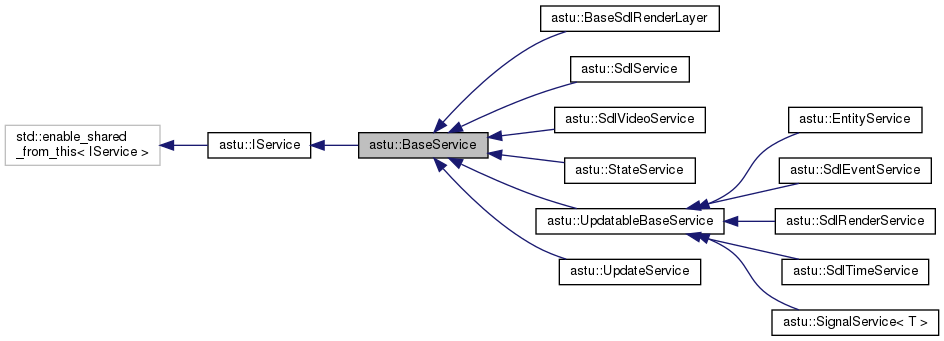 std::enable_shared
_from_this< IService >
astu::IService
astu::BaseService
astu::BaseSdlRenderLayer
astu::SdlService
astu::SdlVideoService
astu::StateService
astu::UpdatableBaseService
astu::UpdateService
astu::EntityService
astu::SdlEventService
astu::SdlRenderService
astu::SdlTimeService
astu::SignalService< T >